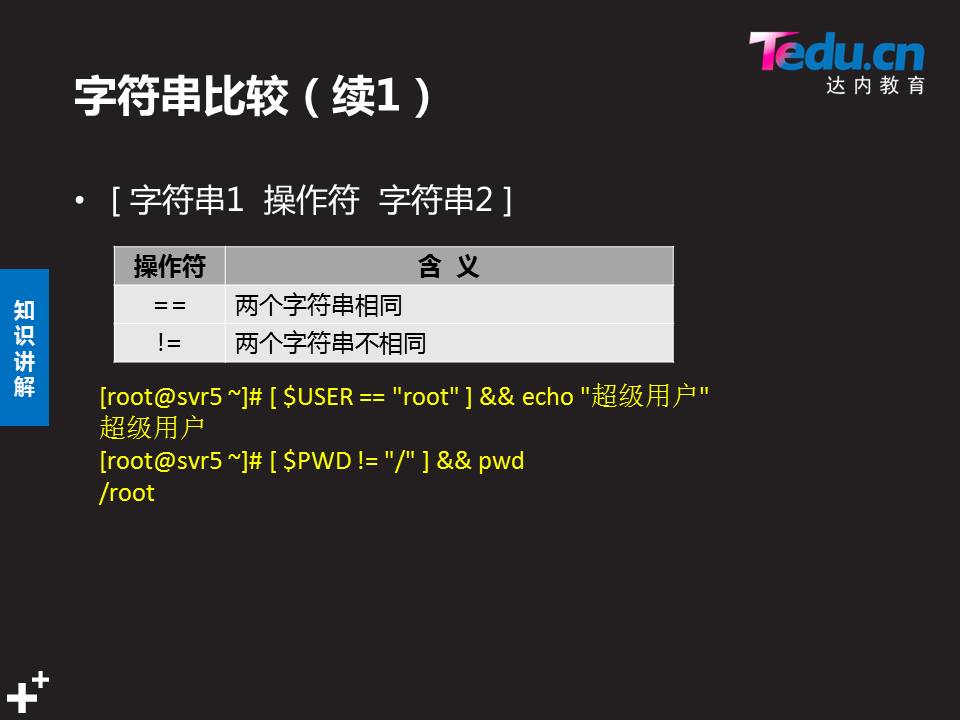 Tedu.cn
达内教育
字符串比较（续1）
• [ 字符串1 操作符 字符串2 ]
操作符 含 义
== 两个字符串相同
!= 两个字符串不相同
知识讲解
[root@svr5 ~]# [ $USER == "root" ] && echo "超级用户"
超级用户
[root@svr5 ~]# [ $PWD != "/" ] && pwd
/root